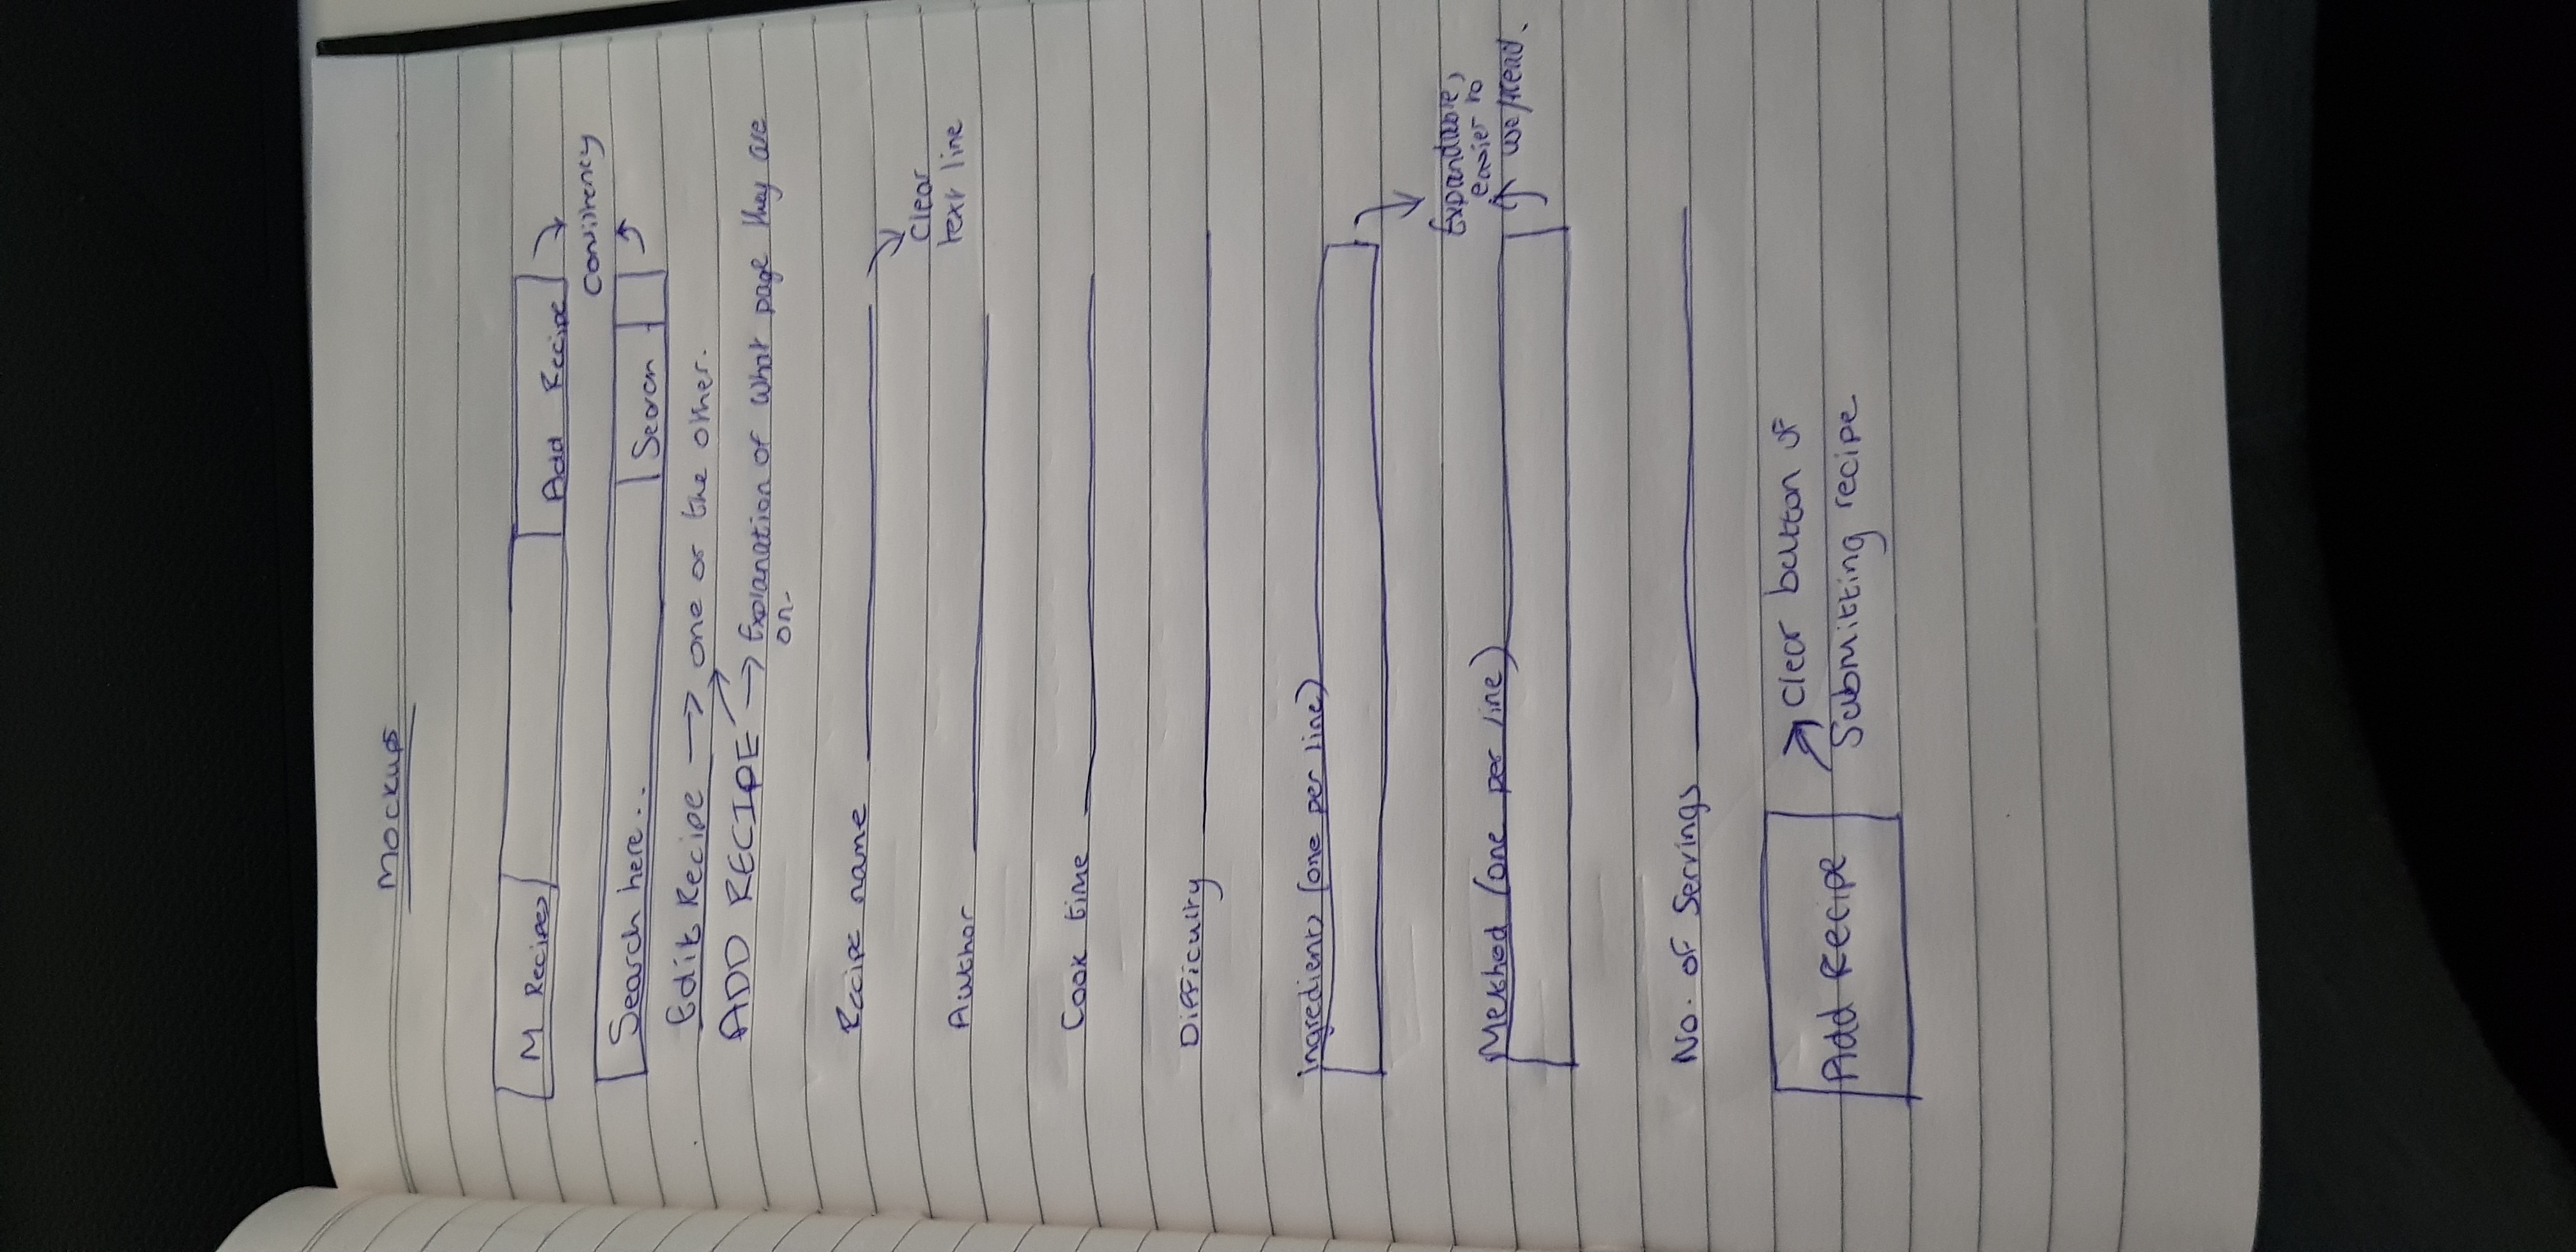 Mockups
M Recipes Add Recipe
Consistency
Search here... Search
Edit Recipe → one or the other.
ADD RECIPE → Explanation of what page they are
on.
Recipe name
Clear
text line
Author
Cook time
Difficulty
Ingredients (one per line)
Expandable,
easier to
use/read.
Method (one per line)
No. of Servings
Add Recipe
Clear button of
Submitting recipe